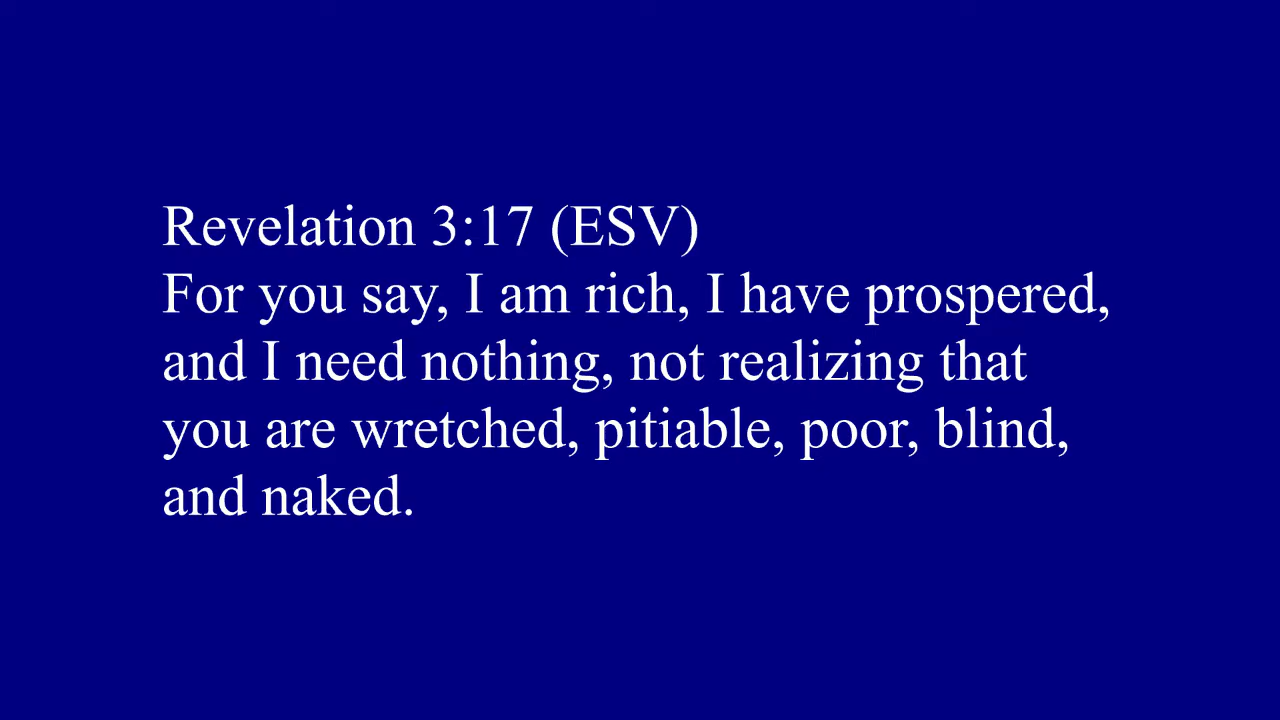 Revelation 3:17 (ESV)
For you say, I am rich, I have prospered,
and I need nothing, not realizing that
you are wretched, pitiable, poor, blind,
and naked.